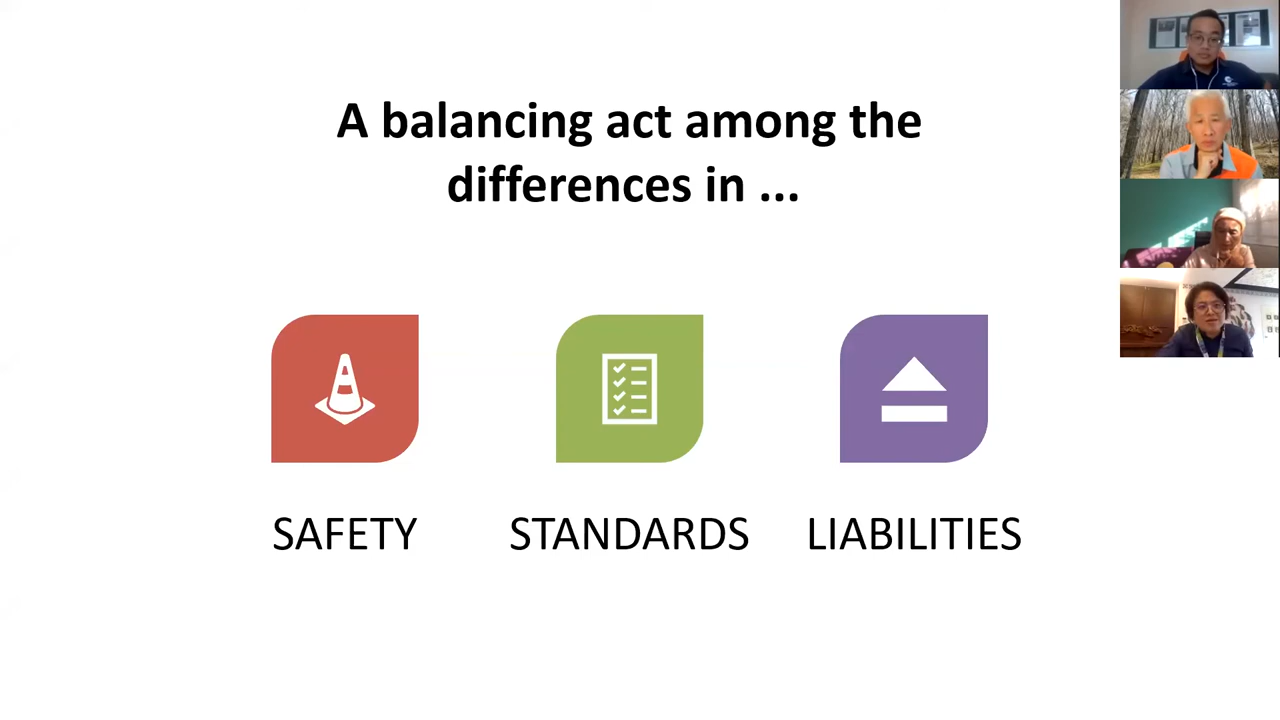 A balancing act among the
differences in ...
SAFETY
STANDARDS
LIABILITIES